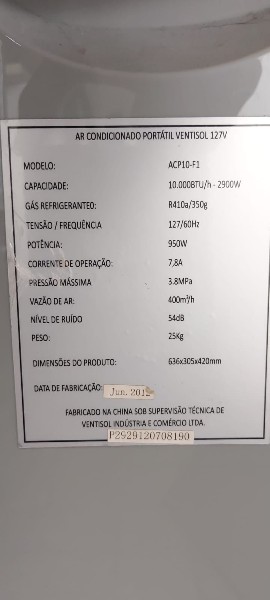 AR CONDICIONADO PORTÁTIL VENTISOL 127V
MODELO: ACP10-F1
CAPACIDADE: 10.000BTU/h - 2900W
GÁS REFRIGERANTEO: R410a/350g
TENSÃO / FREQUÊNCIA 127/60Hz
POTÊNCIA: 950W
CORRENTE DE OPERAÇÃO: 7,8A
PRESSÃO MÁSSIMA 3.8MPa
VAZÃO DE AR: 400m³/h
NÍVEL DE RUÍDO 54dB
PESO: 25Kg
DIMENSÕES DO PRODUTO: 636x305x420mm
DATA DE FABRICAÇÃO: Jun. 2012
FABRICADO NA CHINA SOB SUPERVISÃO TÉCNICA DE
VENTISOL INDÚSTRIA E COMÉRCIO LTDA.
P2929120708190